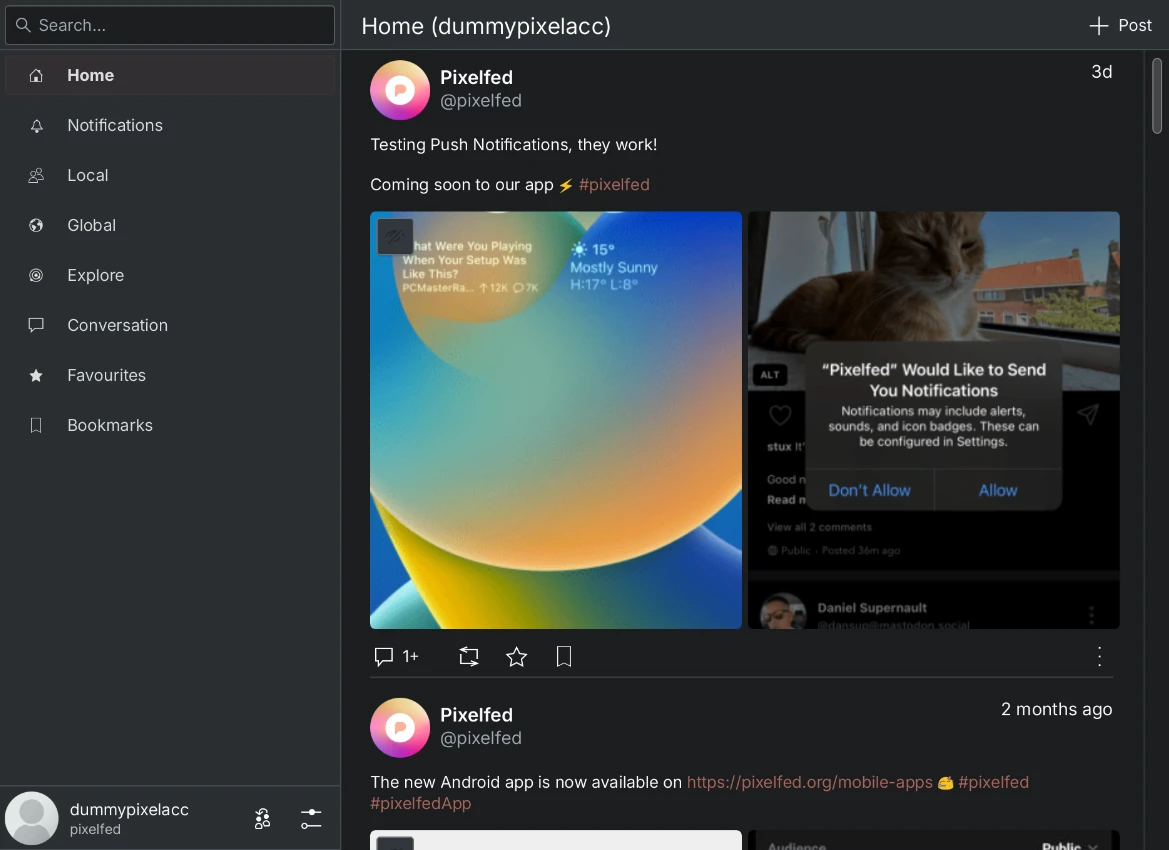 Search...
Home (dummypixelacc)
Post
Home
Notifications
Local
Global
Explore
Conversation
Favourites
Bookmarks
dummypixelacc
pixelfed
Pixelfed
3d
@pixelfed
Testing Push Notifications, they work!
Coming soon to our app ⚡ #pixelfed
hat Were You Playing
When Your Setup Was
Like This?
PCMasterRa... ↑12K 7K
15°
Mostly Sunny
H:17° L:8°
ALT
“Pixelfed” Would Like to Send
You Notifications
Notifications may include alerts,
sounds, and icon badges. These can
be configured in Settings.
Don't Allow
Allow
stux It'
Good n
Read m
View all 2 comments
Public · Posted 36m ago
Daniel Supernault
@dansup@mastodon.social
1+
Pixelfed
2 months ago
@pixelfed
The new Android app is now available on https://pixelfed.org/mobile-apps 🥳 #pixelfed
#pixelfedApp
Audience
Public